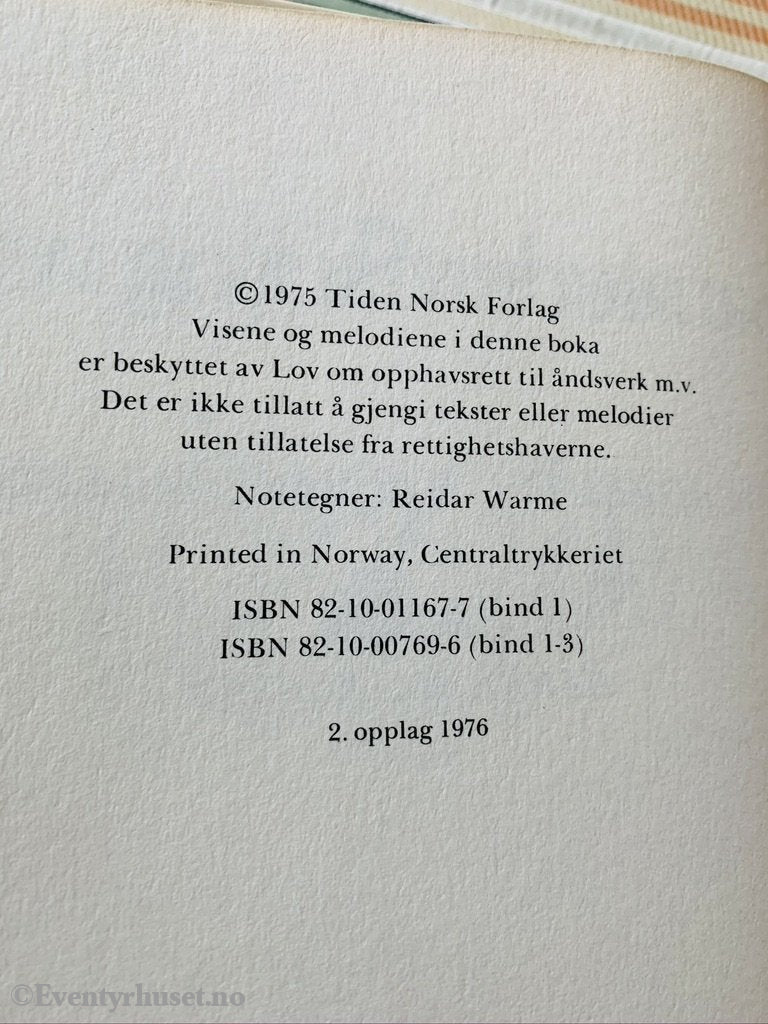 ©1975 Tiden Norsk Forlag
Visene og melodiene i denne boka
er beskyttet av Lov om opphavsrett til åndsverk m.v.
Det er ikke tillatt å gjengi tekster eller melodier
uten tillatelse fra rettighetshaverne.
Notetegner: Reidar Warme
Printed in Norway, Centraltrykkeriet
ISBN 82-10-01167-7 (bind 1)
ISBN 82-10-00769-6 (bind 1-3)
2. opplag 1976
©Eventyrhuset.no